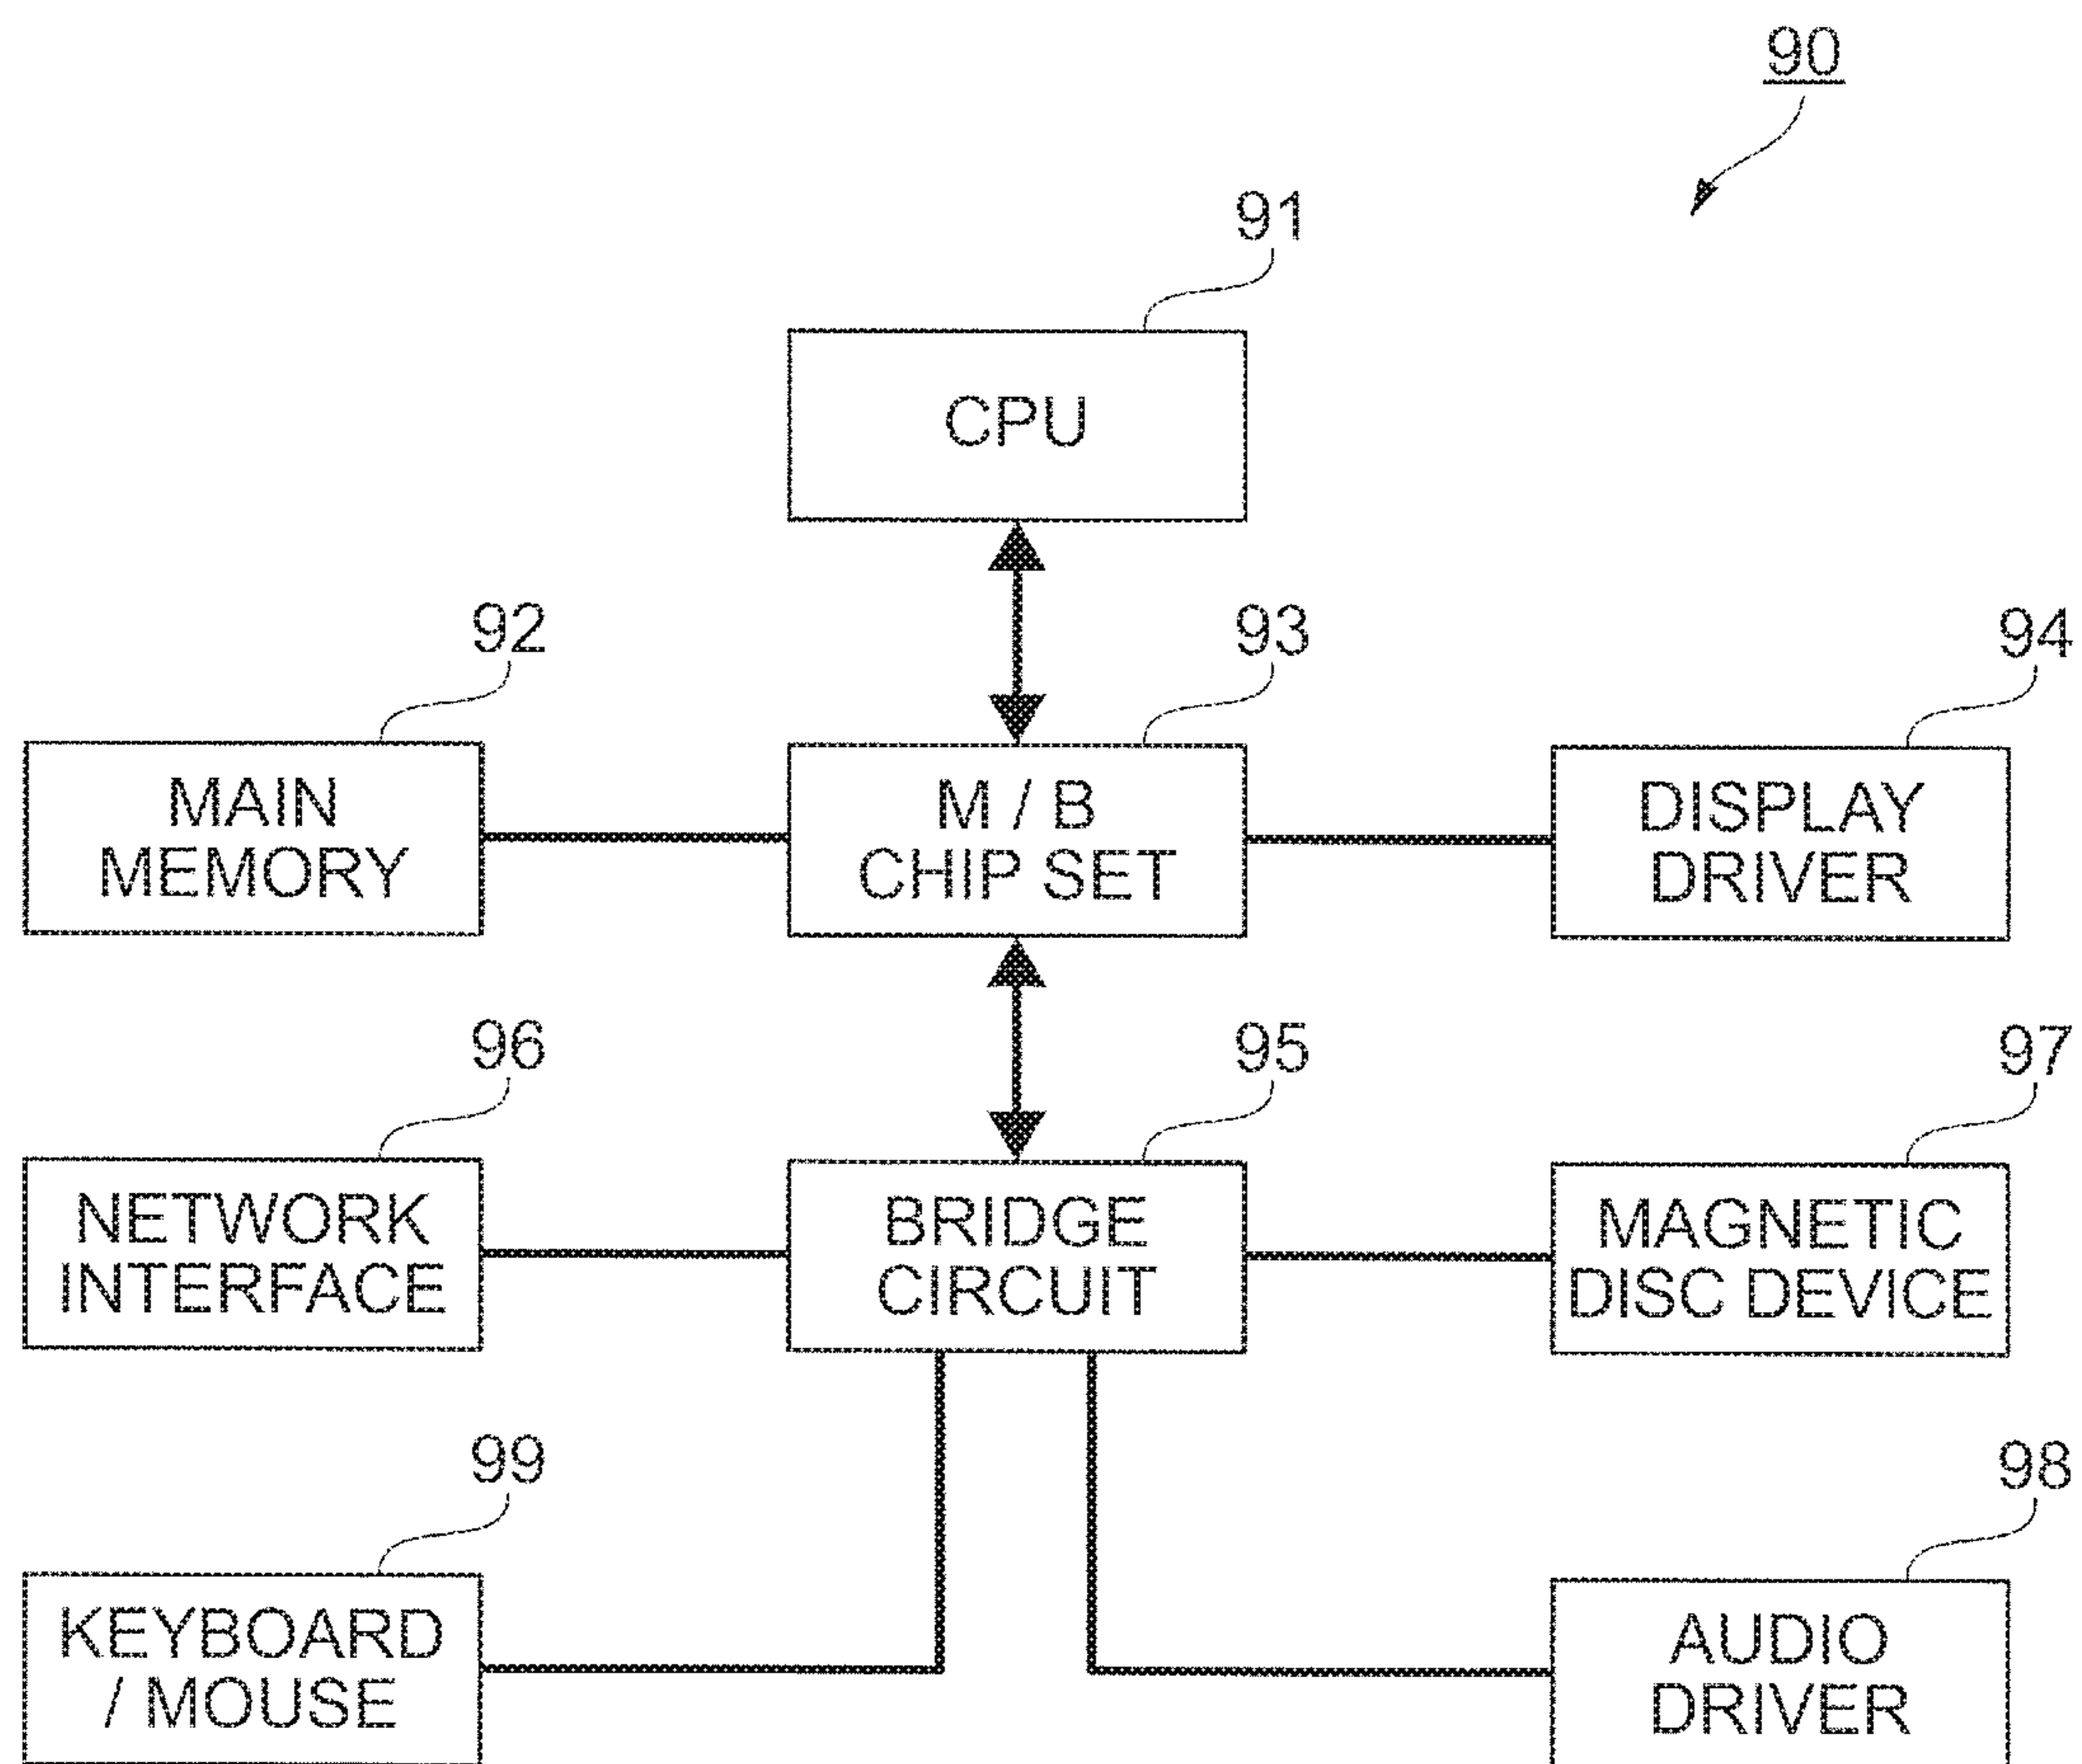 90
91
CPU
92
93
94
MAIN
MEMORY
M / B
CHIP SET
DISPLAY
DRIVER
96
95
97
NETWORK
INTERFACE
BRIDGE
CIRCUIT
MAGNETIC
DISC DEVICE
99
98
KEYBOARD
/ MOUSE
AUDIO
DRIVER